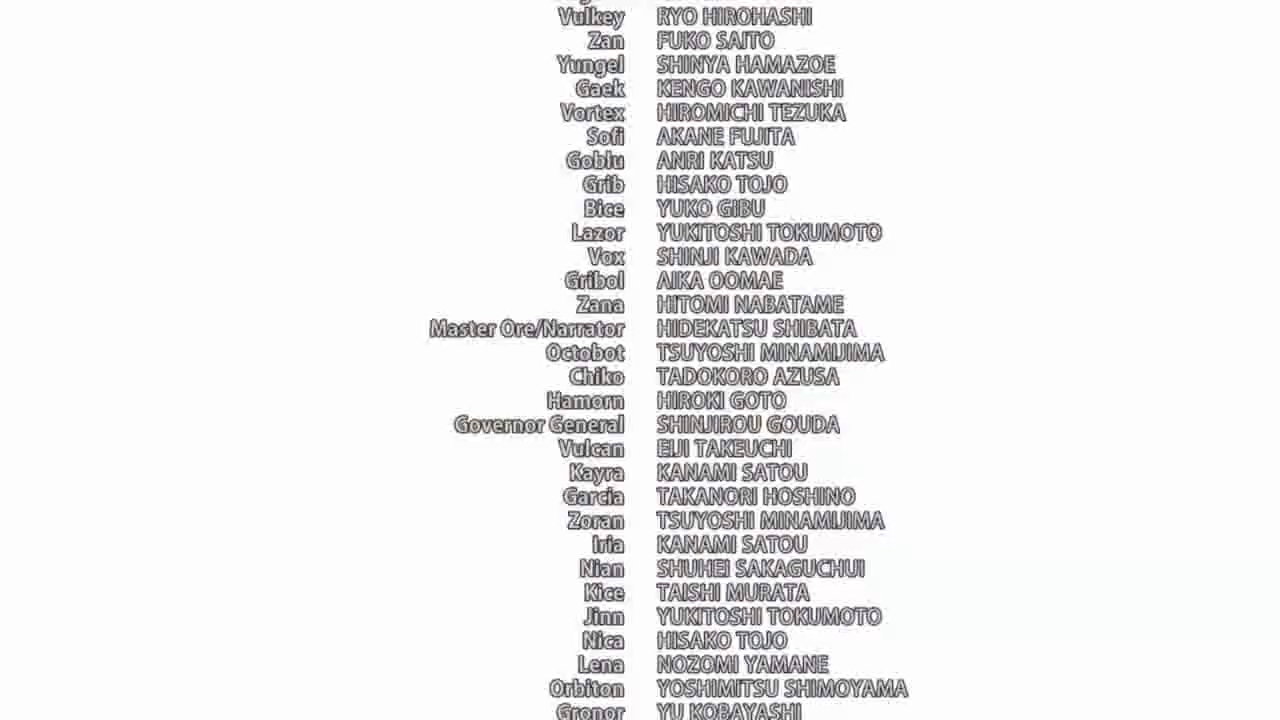 Vulkey RYO HIROHASHI
Zan FUKO SAITO
Yungel SHINYA HAMAZOE
Gaek KENGO KAWANISHI
Vortex HIROMICHI TEZUKA
Sofi AKANE FUJITA
Goblu ANRI KATSU
Grib HISAKO TOJO
Bice YUKO GIBU
Lazor YUKITOSHI TOKUMOTO
Vox SHINJI KAWADA
Gribol AIKA OOMAE
Zana HITOMI NABATAME
Master Ore/Narrator HIDEKATSU SHIBATA
Octobot TSUYOSHI MINAMIJIMA
Chiko TADOKORO AZUSA
Hamorn HIROKI GOTO
Governor General SHINJIROU GOUDA
Vulcan EIJI TAKEUCHI
Kayra KANAMI SATOU
Garcia TAKANORI HOSHINO
Zoran TSUYOSHI MINAMIJIMA
Iria KANAMI SATOU
Nian SHUHEI SAKAGUCHUI
Kice TAISHI MURATA
Jinn YUKITOSHI TOKUMOTO
Nica HISAKO TOJO
Lena NOZOMI YAMANE
Orbiton YOSHIMITSU SHIMOYAMA
Gronor YU KOBAYASHI